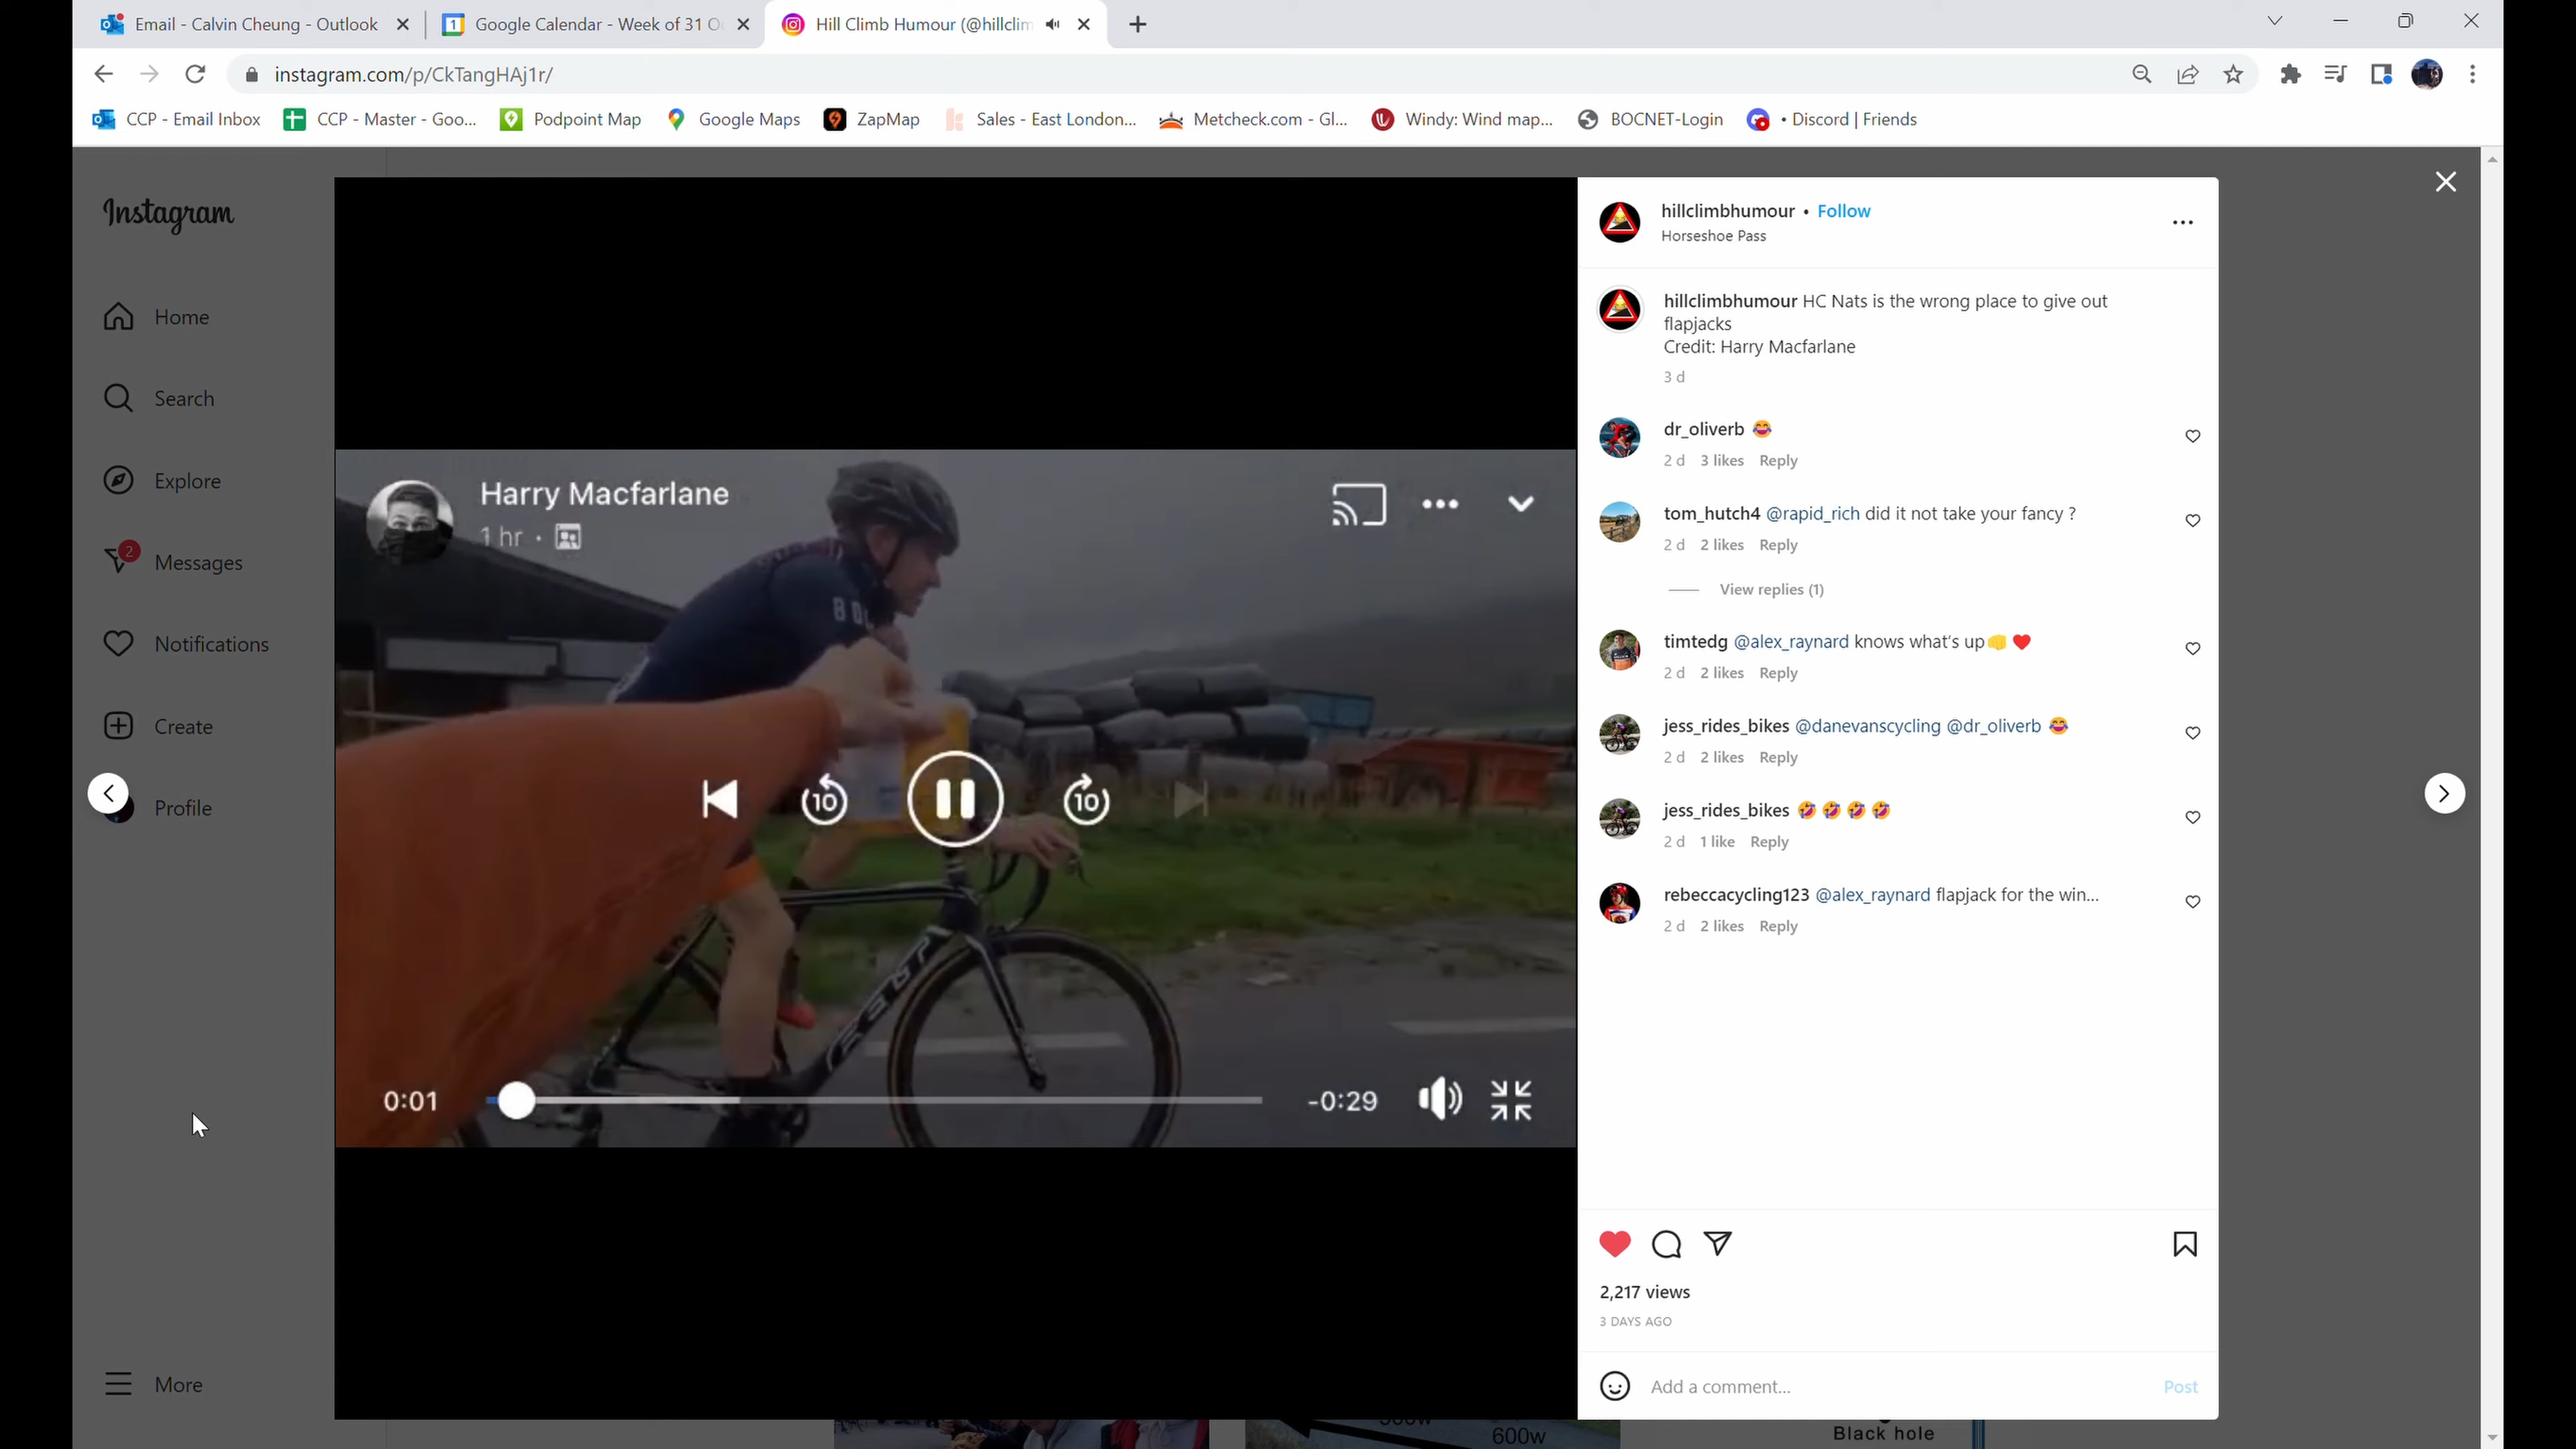 Email - Calvin Cheung - Outlook
Google Calendar - Week of 31 O
Hill Climb Humour (@hillclim
instagram.com/p/CkTangHAj1r/
CCP - Email Inbox
CCP - Master - Goo...
Podpoint Map
Google Maps
ZapMap
Sales - East London...
Metcheck.com - Gl...
Windy: Wind map...
BOCNET-Login
• Discord | Friends
Instagram
Home
Search
Explore
2
Messages
Notifications
Create
Profile
More
Harry Macfarlane
1 hr ·
10
10
0:01
-0:29
hillclimbhumour • Follow
Horseshoe Pass
hillclimbhumour HC Nats is the wrong place to give out
flapjacks
Credit: Harry Macfarlane
3 d
dr_oliverb 😂
2 d 3 likes Reply
tom_hutch4 @rapid_rich did it not take your fancy ?
2 d 2 likes Reply
View replies (1)
timtedg @alex_raynard knows what's up👊❤️
2 d 2 likes Reply
jess_rides_bikes @danevanscycling @dr_oliverb 😂
2 d 2 likes Reply
jess_rides_bikes 🤣🤣🤣🤣
2 d 1 like Reply
rebeccacycling123 @alex_raynard flapjack for the win...
2 d 2 likes Reply
2,217 views
3 DAYS AGO
Add a comment...
Post
600w
Black hole